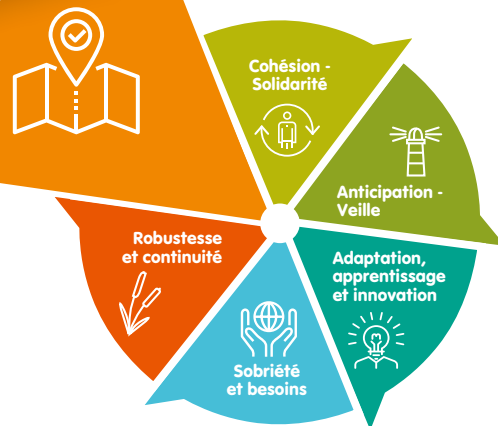 Cohésion -
Solidarité
Anticipation -
Veille
Adaptation,
apprentissage
et innovation
Sobriété
et besoins
Robustesse
et continuité